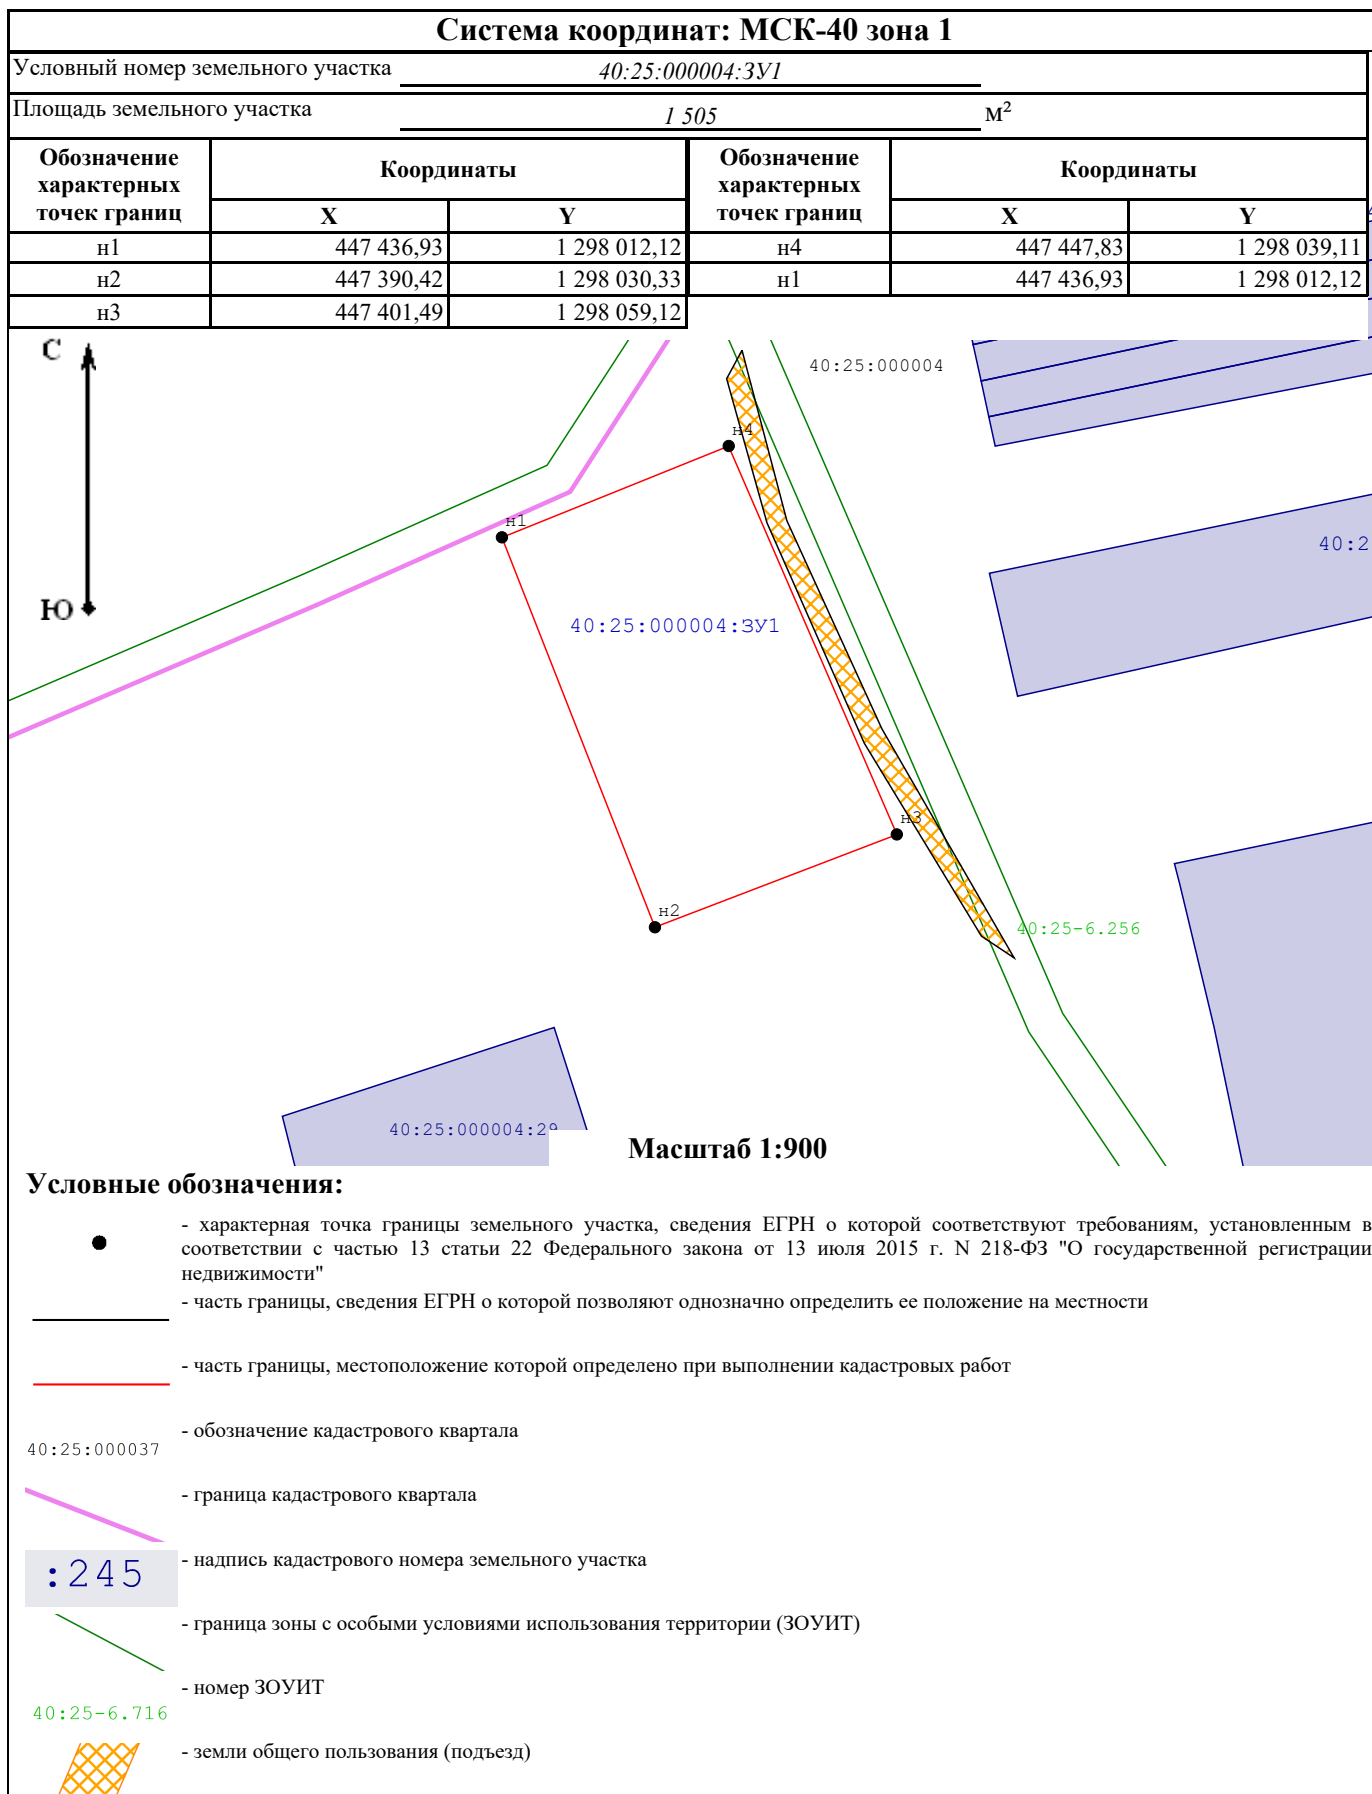 Система координат: МСК-40 зона 1
Условный номер земельного участка 40:25:000004:ЗУ1
Площадь земельного участка 1 505 м²
Обозначение характерных точек границ Координаты Обозначение характерных точек границ Координаты
X Y X Y
н1 447 436,93 1 298 012,12 н4 447 447,83 1 298 039,11
н2 447 390,42 1 298 030,33 н1 447 436,93 1 298 012,12
н3 447 401,49 1 298 059,12
С
40:25:000004
н4
н1
40:2
Ю
40:25:000004:ЗУ1
н3
н2
40:25-6.256
40:25:000004:29
Масштаб 1:900
Условные обозначения:
- характерная точка границы земельного участка, сведения ЕГРН о которой соответствуют требованиям, установленным в
соответствии с частью 13 статьи 22 Федерального закона от 13 июля 2015 г. N 218-ФЗ "О государственной регистрации
недвижимости"
- часть границы, сведения ЕГРН о которой позволяют однозначно определить ее положение на местности
- часть границы, местоположение которой определено при выполнении кадастровых работ
- обозначение кадастрового квартала
40:25:000037
- граница кадастрового квартала
- надпись кадастрового номера земельного участка
:245
- граница зоны с особыми условиями использования территории (ЗОУИТ)
- номер ЗОУИТ
40:25-6.716
- земли общего пользования (подъезд)